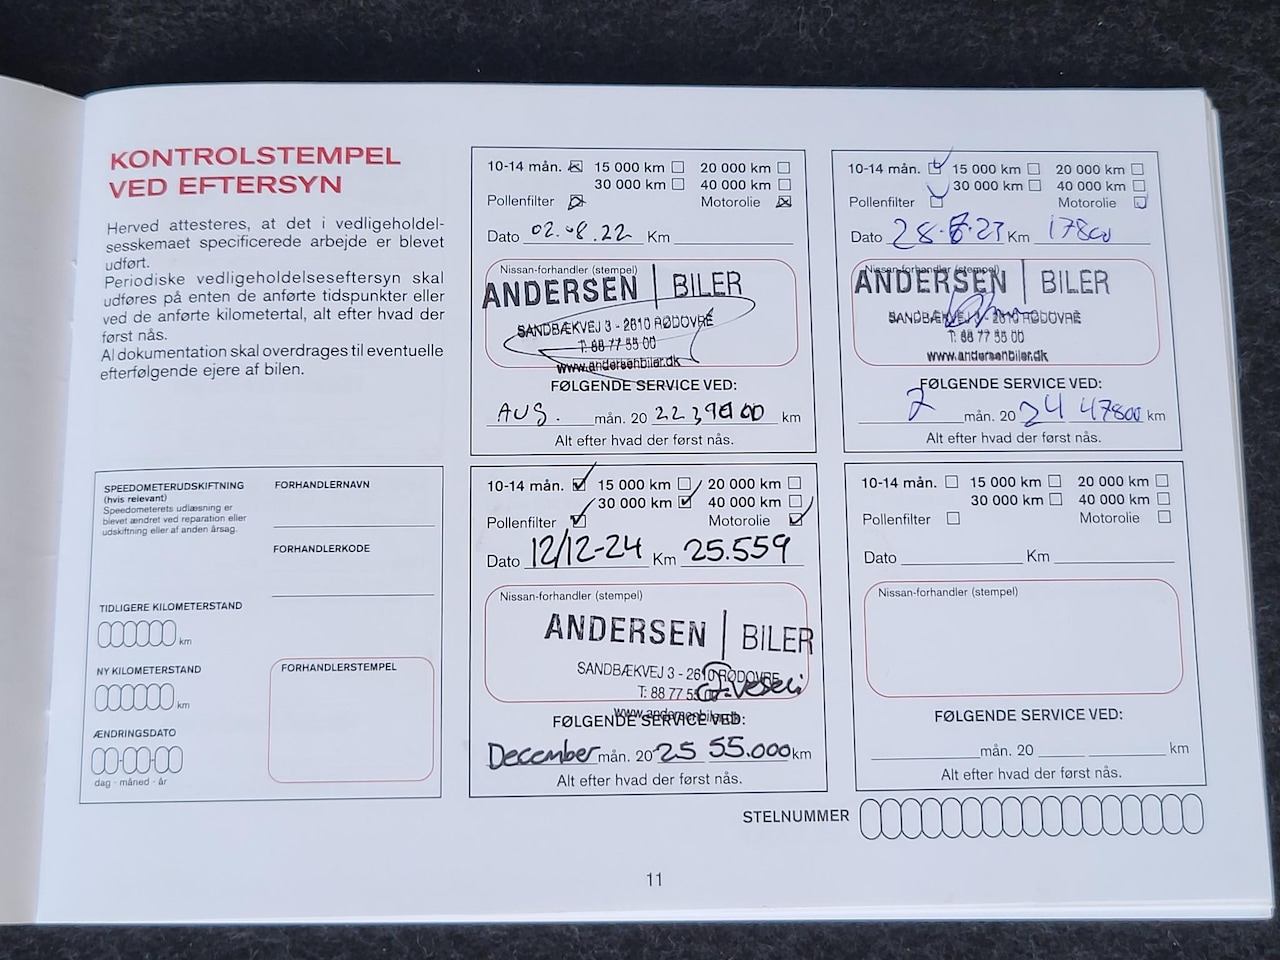 KONTROLSTEMPEL
VED EFTERSYN
Herved attesteres, at det i vedligeholdel-
sesskemaet specificerede arbejde er blevet
udført.
Periodiske vedligeholdelseseftersyn skal
udføres på enten de anførte tidspunkter eller
ved de anførte kilometertal, alt efter hvad der
først nås.
Al dokumentation skal overdrages til eventuelle
efterfølgende ejere af bilen.
10-14 mån. 15 000 km 20 000 km
30 000 km 40 000 km
Pollenfilter Motorolie
Dato 02.08.22 Km
Nissan-forhandler (stempel)
ANDERSEN | BILER
SANDBÆKVEJ 3 - 2610 RØDOVRE
T: 88 77 55 00
www.andersenbiler.dk
FØLGENDE SERVICE VED:
AUG. mån. 20 22 km
Alt efter hvad der først nås.
10-14 mån. 15 000 km 20 000 km
30 000 km 40 000 km
Pollenfilter Motorolie
Dato Km 17800
Nissan-forhandler (stempel)
ANDERSEN | BILER
SANDBÆKVEJ 3 - 2610 RØDOVRE
T: 88 77 55 00
www.andersenbiler.dk
FØLGENDE SERVICE VED:
mån. 20 24 47800 km
Alt efter hvad der først nås.
SPEEDOMETERUDSKIFTNING
(hvis relevant)
Speedometerets udlæsning er
blevet ændret ved reparation eller
udskiftning eller af anden årsag.
FORHANDLERNAVN
FORHANDLERKODE
TIDLIGERE KILOMETERSTAND
km
NY KILOMETERSTAND
km
ÆNDRINGSDATO
dag - måned - år
FORHANDLERSTEMPEL
10-14 mån. 15 000 km 20 000 km
30 000 km 40 000 km
Pollenfilter Motorolie
Dato 12/12-24 Km 25.559
Nissan-forhandler (stempel)
ANDERSEN | BILER
SANDBÆKVEJ 3 - 2610 RØDOVRE
T: 88 77 55 00
www.andersenbiler.dk
FØLGENDE SERVICE VED:
December mån. 20 25 55.000 km
Alt efter hvad der først nås.
10-14 mån. 15 000 km 20 000 km
30 000 km 40 000 km
Pollenfilter Motorolie
Dato Km
Nissan-forhandler (stempel)
FØLGENDE SERVICE VED:
mån. 20 km
Alt efter hvad der først nås.
STELNUMMER
11